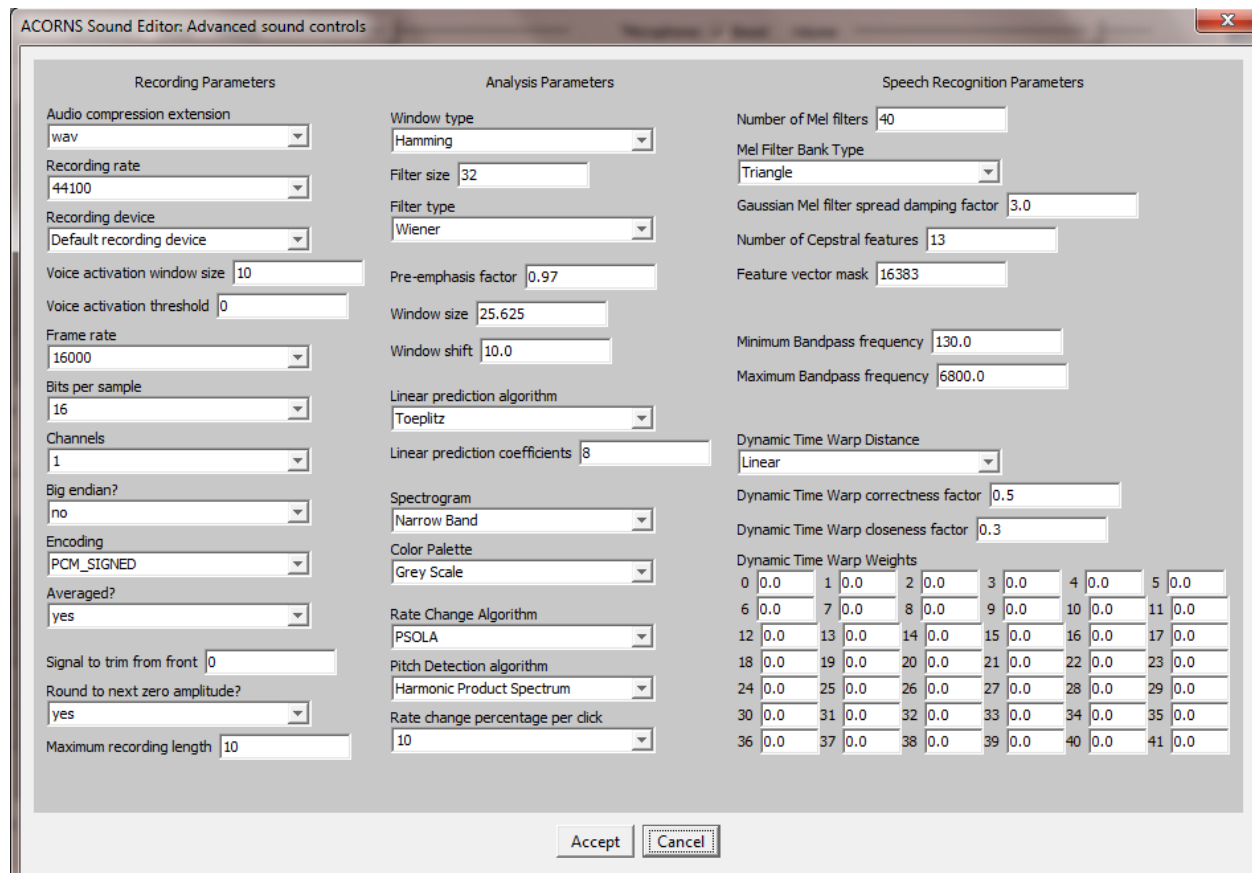 ACORNS Sound Editor: Advanced sound controls
Recording Parameters
Audio compression extension
wav
Recording rate
44100
Recording device
Default recording device
Voice activation window size 10
Voice activation threshold 0
Frame rate
16000
Bits per sample
16
Channels
1
Big endian?
no
Encoding
PCM_SIGNED
Averaged?
yes
Signal to trim from front 0
Round to next zero amplitude?
yes
Maximum recording length 10
Analysis Parameters
Window type
Hamming
Filter size 32
Filter type
Wiener
Pre-emphasis factor 0.97
Window size 25.625
Window shift 10.0
Linear prediction algorithm
Toeplitz
Linear prediction coefficients 8
Spectrogram
Narrow Band
Color Palette
Grey Scale
Rate Change Algorithm
PSOLA
Pitch Detection algorithm
Harmonic Product Spectrum
Rate change percentage per click
10
Speech Recognition Parameters
Number of Mel filters 40
Mel Filter Bank Type
Triangle
Gaussian Mel filter spread damping factor 3.0
Number of Cepstral features 13
Feature vector mask 16383
Minimum Bandpass frequency 130.0
Maximum Bandpass frequency 6800.0
Dynamic Time Warp Distance
Linear
Dynamic Time Warp correctness factor 0.5
Dynamic Time Warp closeness factor 0.3
Dynamic Time Warp Weights
0 0.0 1 0.0 2 0.0 3 0.0 4 0.0 5 0.0
6 0.0 7 0.0 8 0.0 9 0.0 10 0.0 11 0.0
12 0.0 13 0.0 14 0.0 15 0.0 16 0.0 17 0.0
18 0.0 19 0.0 20 0.0 21 0.0 22 0.0 23 0.0
24 0.0 25 0.0 26 0.0 27 0.0 28 0.0 29 0.0
30 0.0 31 0.0 32 0.0 33 0.0 34 0.0 35 0.0
36 0.0 37 0.0 38 0.0 39 0.0 40 0.0 41 0.0
Accept Cancel